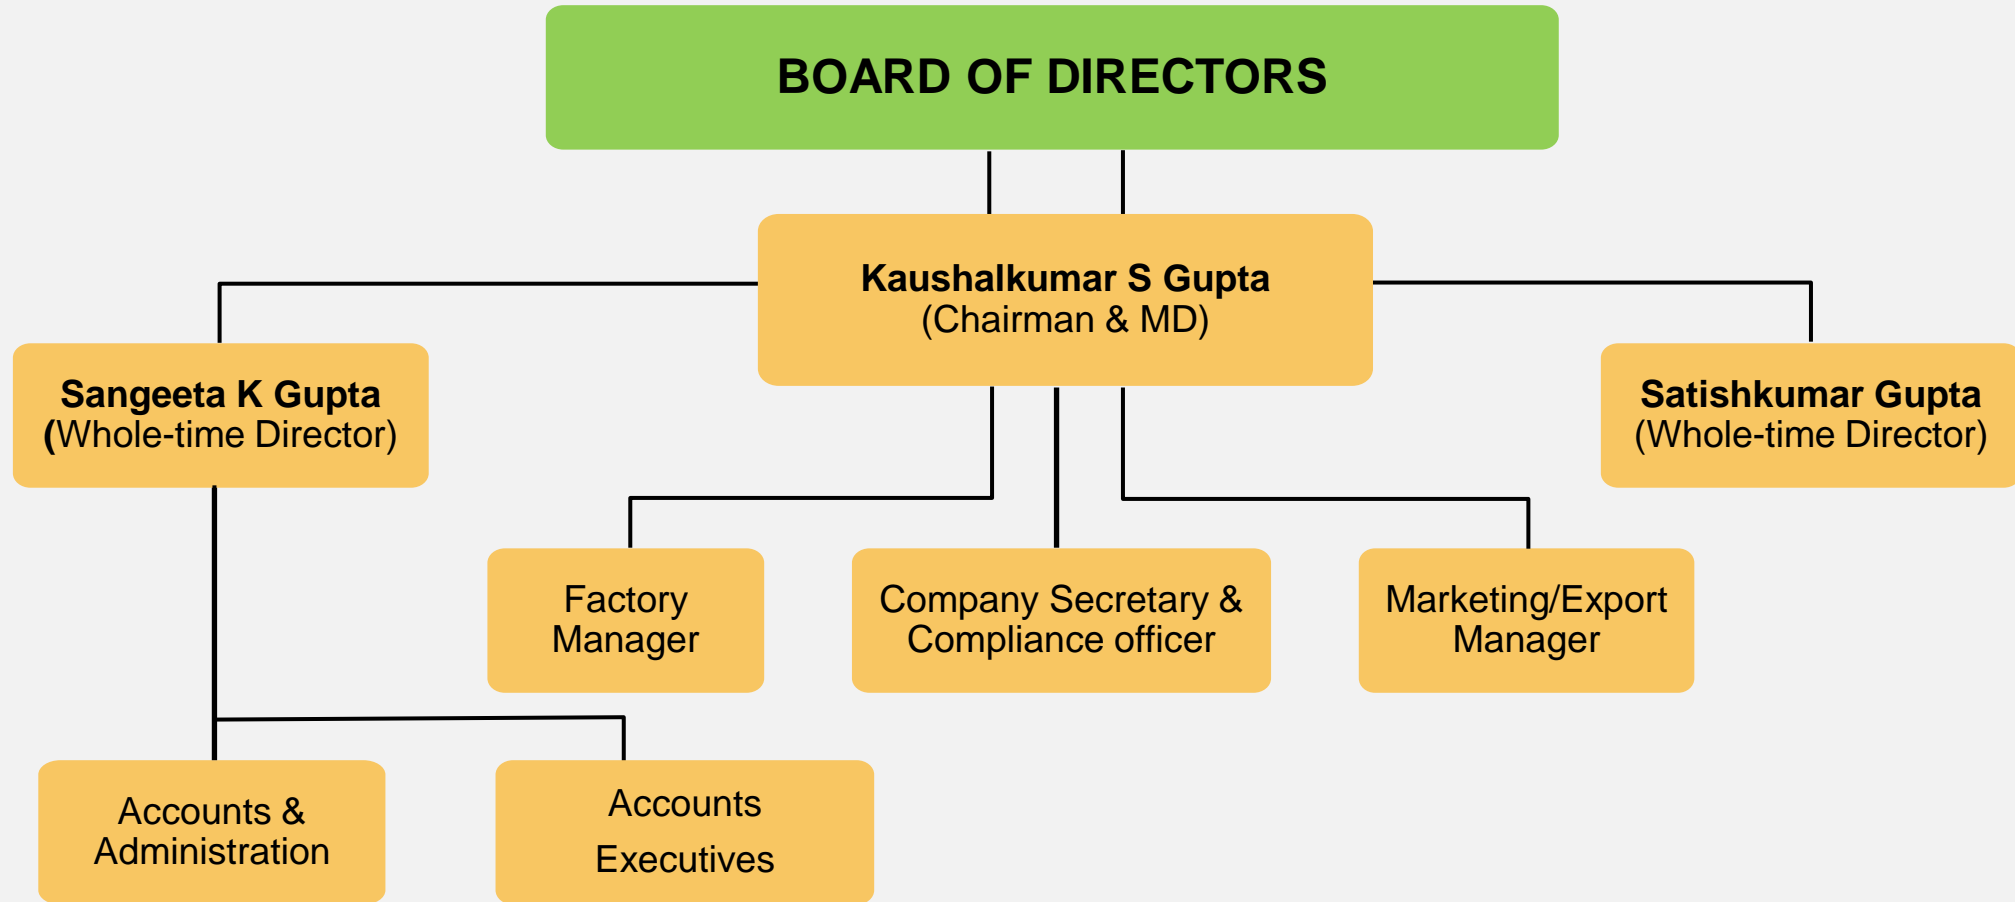 BOARD OF DIRECTORS
Kaushalkumar S Gupta
(Chairman & MD)
Sangeeta K Gupta
(Whole-time Director)
Satishkumar Gupta
(Whole-time Director)
Factory
Manager
Company Secretary &
Compliance officer
Marketing/Export
Manager
Accounts &
Administration
Accounts
Executives